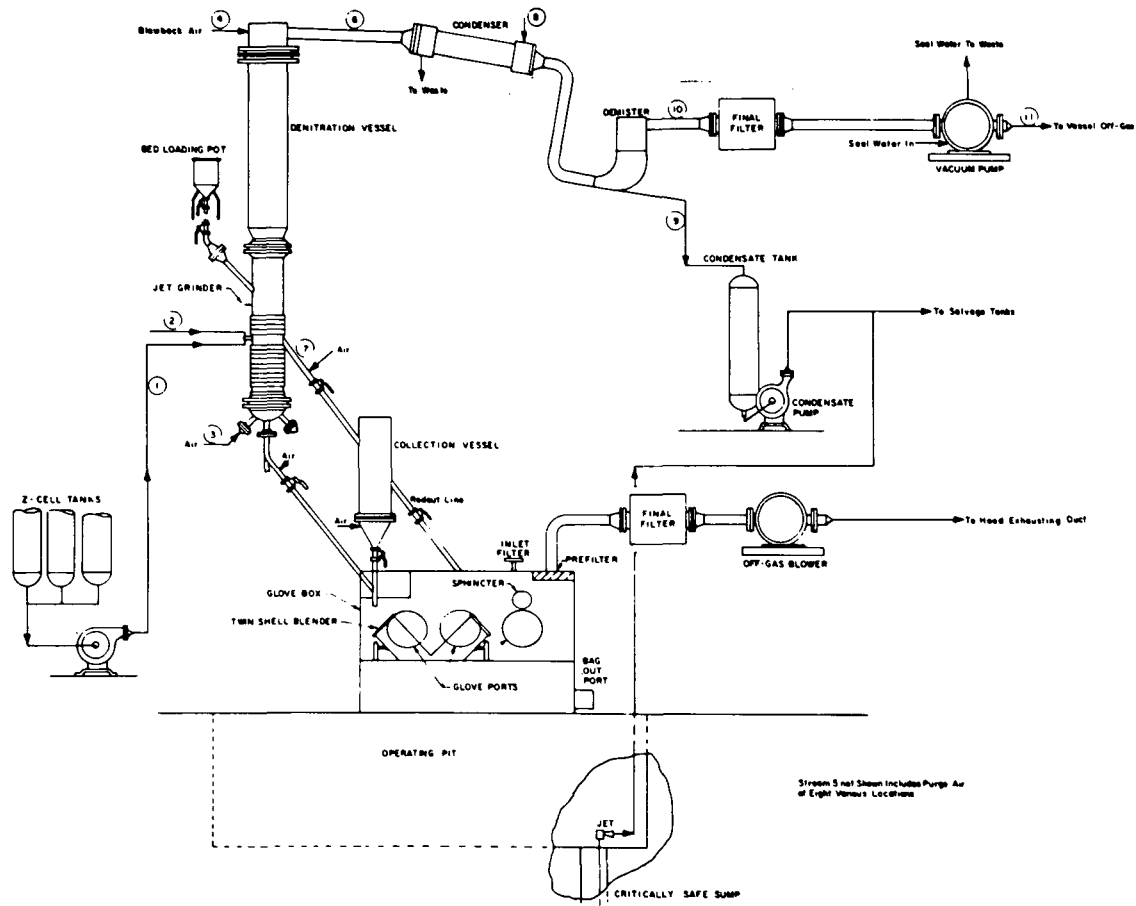 4
6
CONDENSER
8
Blowback Air
To Waste
Seal Water To Waste
DEMISTER
10
FINAL
FILTER
11
To Vessel Off-Gas
Seal Water In
VACUUM PUMP
DENITRATION VESSEL
BED LOADING POT
9
CONDENSATE TANK
JET GRINDER
2
To Salvage Tanks
7
Air
1
CONDENSATE
PUMP
3
Air
Air
COLLECTION VESSEL
Z-CELL TANKS
Rodout Line
Air
FINAL
FILTER
To Hood Exhausting Duct
INLET
FILTER
PREFILTER
OFF-GAS BLOWER
SPHINCTER
GLOVE BOX
TWIN SHELL BLENDER
BAG
OUT
PORT
GLOVE PORTS
OPERATING PIT
Stream 5 not Shown Includes Purge Air
of Eight Various Locations
JET
CRITICALLY SAFE SUMP